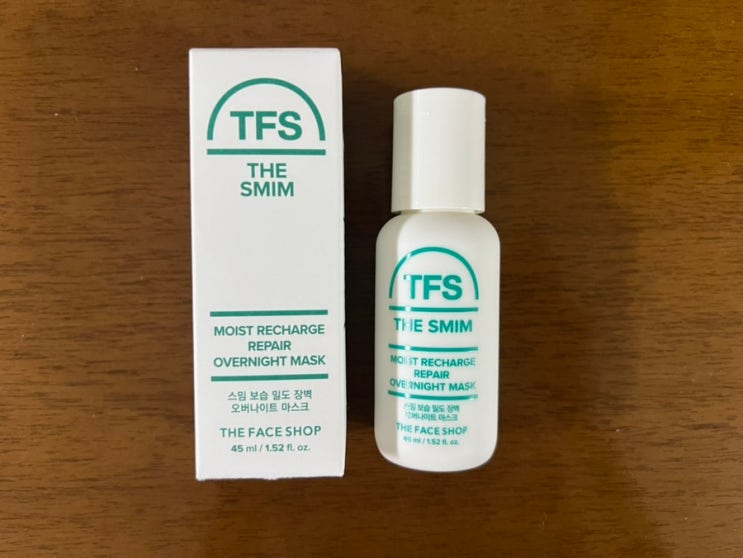 TFS
THE
SMIM
MOIST RECHARGE
REPAIR
OVERNIGHT MASK
스밈 보습 밀도 장벽
오버나이트 마스크
THE FACE SHOP
45 ml / 1.52 fl. oz.
TFS
THE SMIM
MOIST RECHARGE
REPAIR
OVERNIGHT MASK
스밈 보습 밀도 장벽
오버나이트 마스크
THE FACE SHOP
45 ml / 1.52 fl. oz.